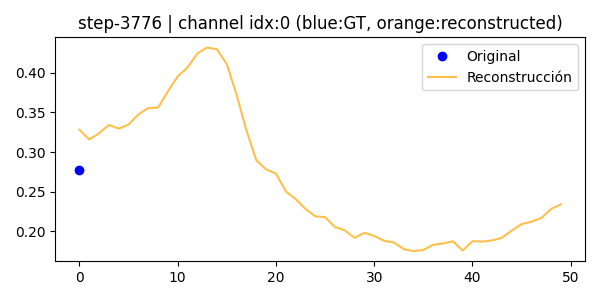 step-3776 | channel idx:0 (blue:GT, orange:reconstructed)
Original
Reconstrucción
0.40
0.35
0.30
0.25
0.20
0 10 20 30 40 50